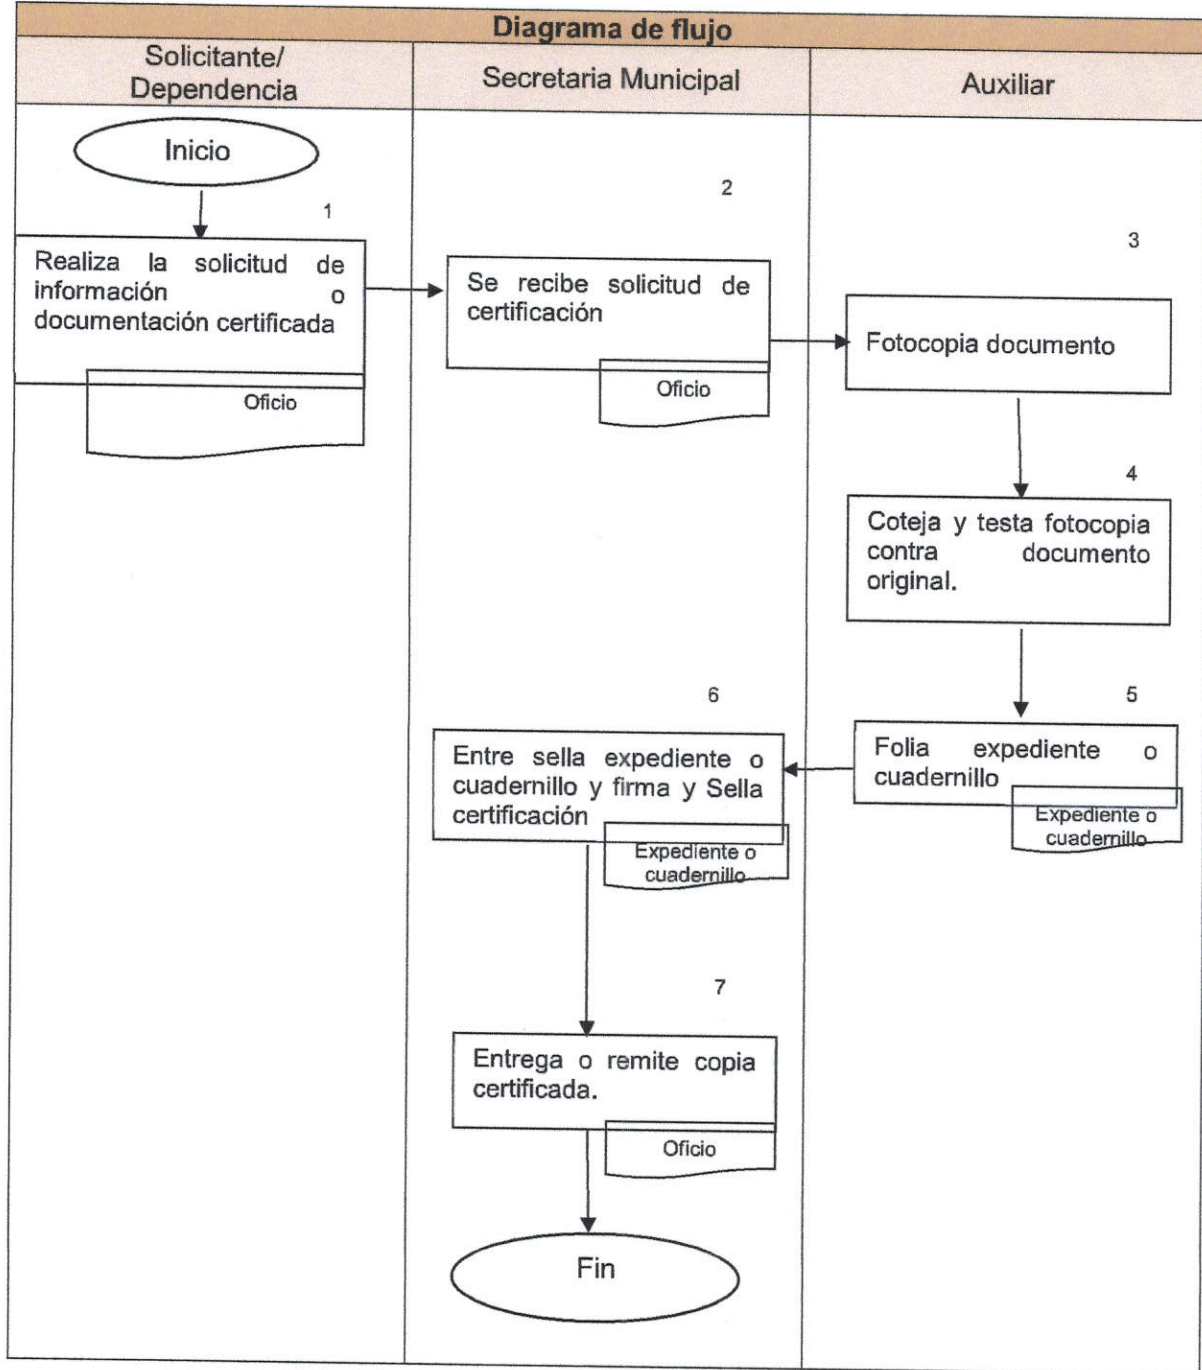 Diagrama de flujo
Solicitante/
Dependencia
Secretaria Municipal
Auxiliar
Inicio
1
Realiza la solicitud de
información o
documentación certificada
Oficio
2
Se recibe solicitud de
certificación
Oficio
3
Fotocopia documento
4
Coteja y testa fotocopia
contra documento
original.
5
Folia expediente o
cuadernillo
Expediente o
cuadernillo
6
Entre sella expediente o
cuadernillo y firma y Sella
certificación
Expediente o
cuadernillo
7
Entrega o remite copia
certificada.
Oficio
Fin